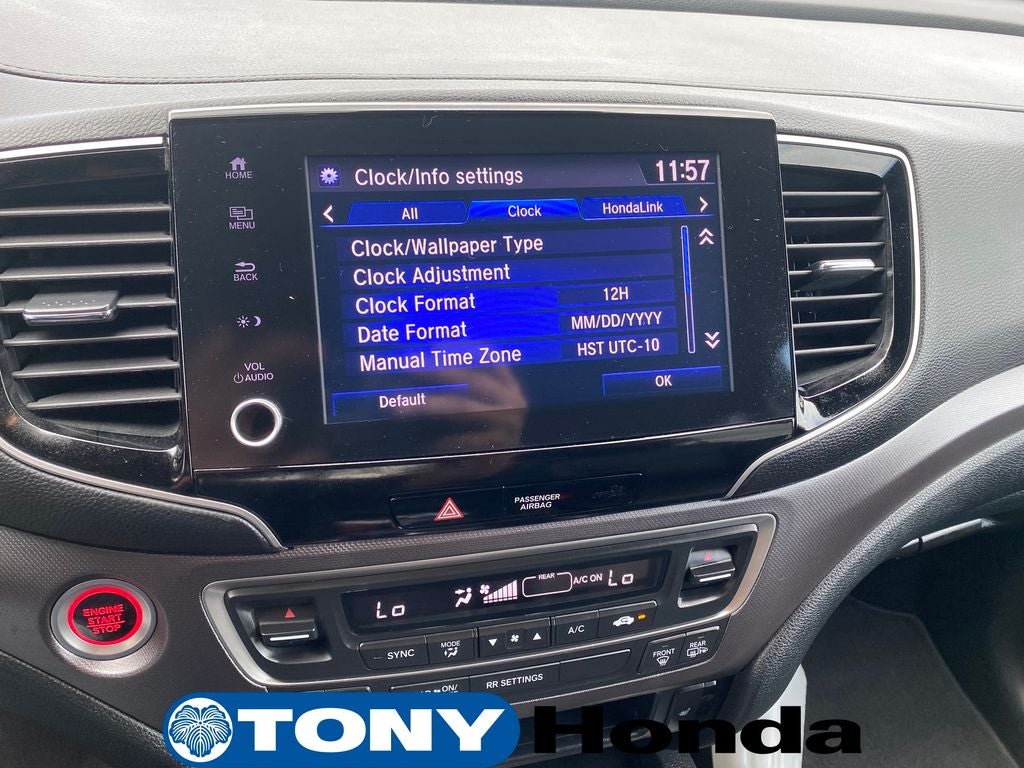 HOME
MENU
BACK
VOL
AUDIO
Clock/Info settings 11:57
All Clock HondaLink
Clock/Wallpaper Type
Clock Adjustment
Clock Format 12H
Date Format MM/DD/YYYY
Manual Time Zone HST UTC-10
Default OK
PASSENGER
AIRBAG
ENGINE
START
STOP
Lo REAR A/C ON Lo
SYNC MODE A/C
FRONT REAR
ON/ RR SETTINGS
TONY Honda